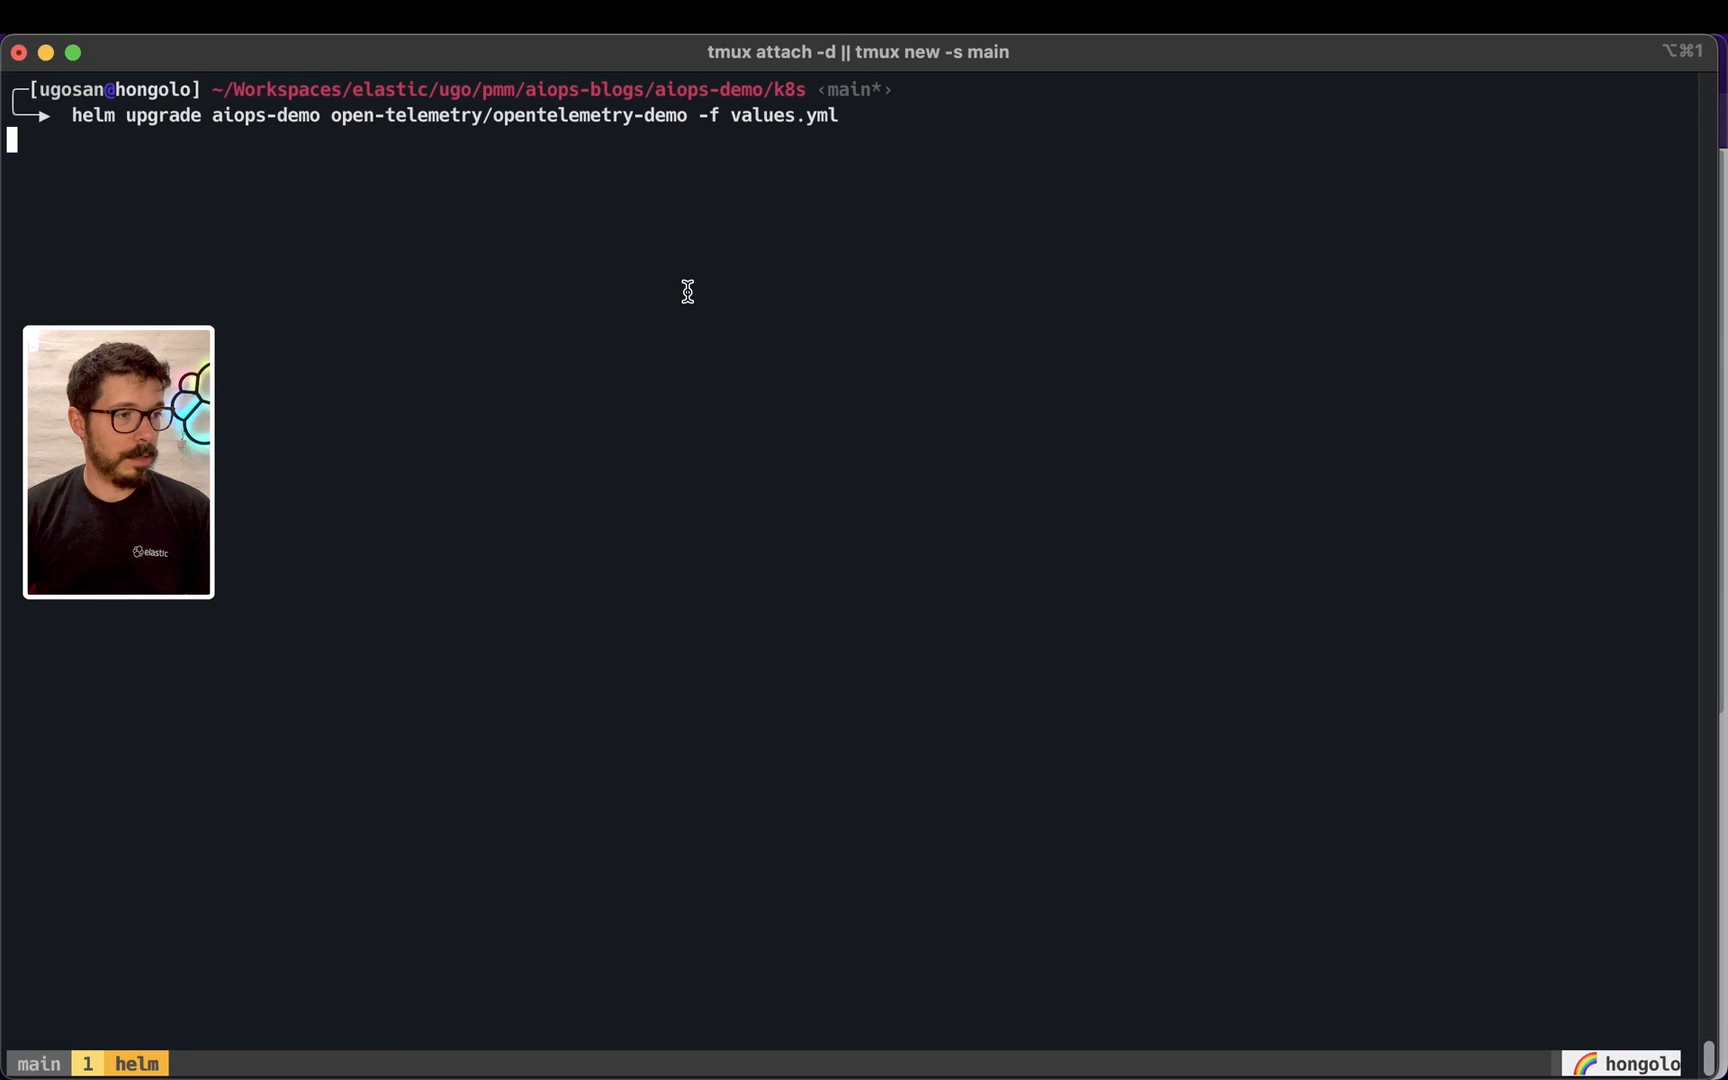 tmux attach -d || tmux new -s main
⌥⌘1
[ugosan@hongolo] ~/Workspaces/elastic/ugo/pmm/aiops-blogs/aiops-demo/k8s ‹main*›
helm upgrade aiops-demo open-telemetry/opentelemetry-demo -f values.yml
elastic
main 1 helm
hongolo